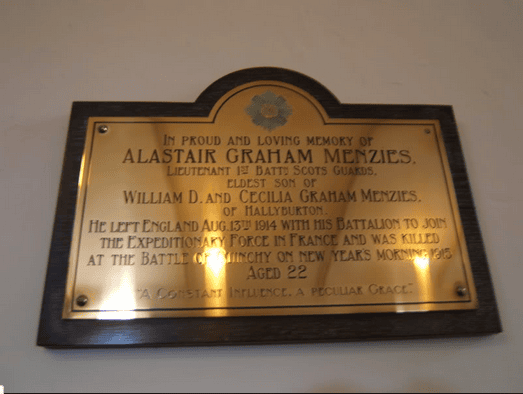 IN PROUD AND LOVING MEMORY OF
ALASTAIR GRAHAM MENZIES,
LIEUTENANT 1ST BATTN SCOTS GUARDS,
ELDEST SON OF
WILLIAM D. AND CECILIA GRAHAM MENZIES,
OF HALLYBURTON.
HE LEFT ENGLAND AUG. 13TH 1914 WITH HIS BATTALION TO JOIN
THE EXPEDITIONARY FORCE IN FRANCE AND WAS KILLED
AT THE BATTLE OF CUINCHY ON NEW YEAR'S MORNING 1915
AGED 22
"A CONSTANT INFLUENCE, A PECULIAR GRACE".